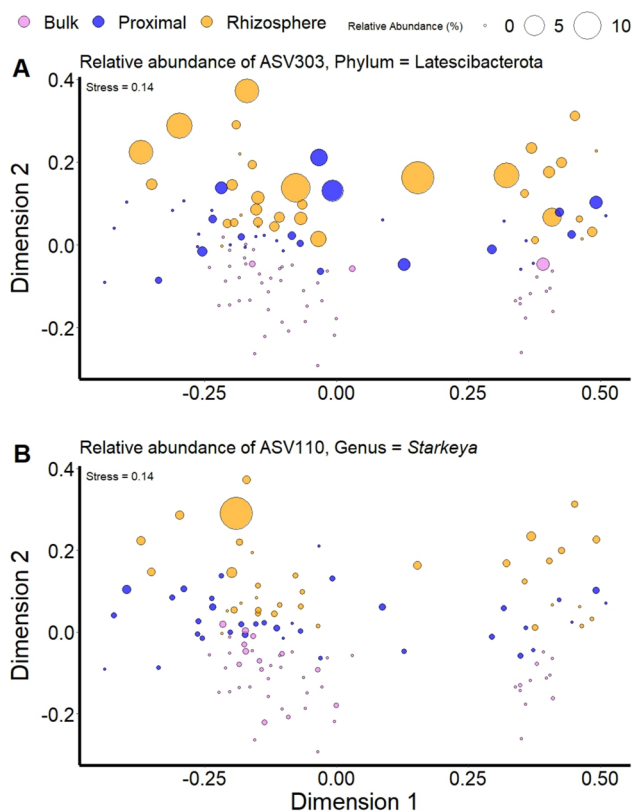 Bulk Proximal Rhizosphere Relative Abundance (%) 0 5 10
A Relative abundance of ASV303, Phylum = Latescibacterota
Stress = 0.14
0.4
0.2
0.0
-0.2
Dimension 2
-0.25 0.00 0.25 0.50
B Relative abundance of ASV110, Genus = Starkeya
Stress = 0.14
0.4
0.2
0.0
-0.2
Dimension 2
-0.25 0.00 0.25 0.50
Dimension 1